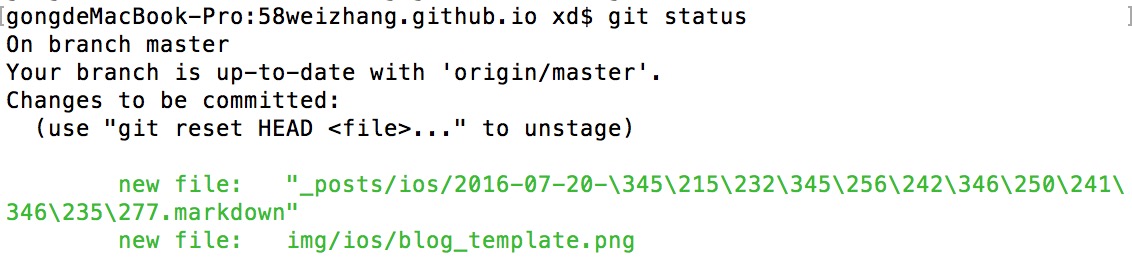 [gongdeMacBook-Pro:58weizhang.github.io xd$ git status ]
On branch master
Your branch is up-to-date with 'origin/master'.
Changes to be committed:
  (use "git reset HEAD <file>..." to unstage)

        new file:   "_posts/ios/2016-07-20-\345\215\232\345\256\242\346\250\241\
346\235\277.markdown"
        new file:   img/ios/blog_template.png